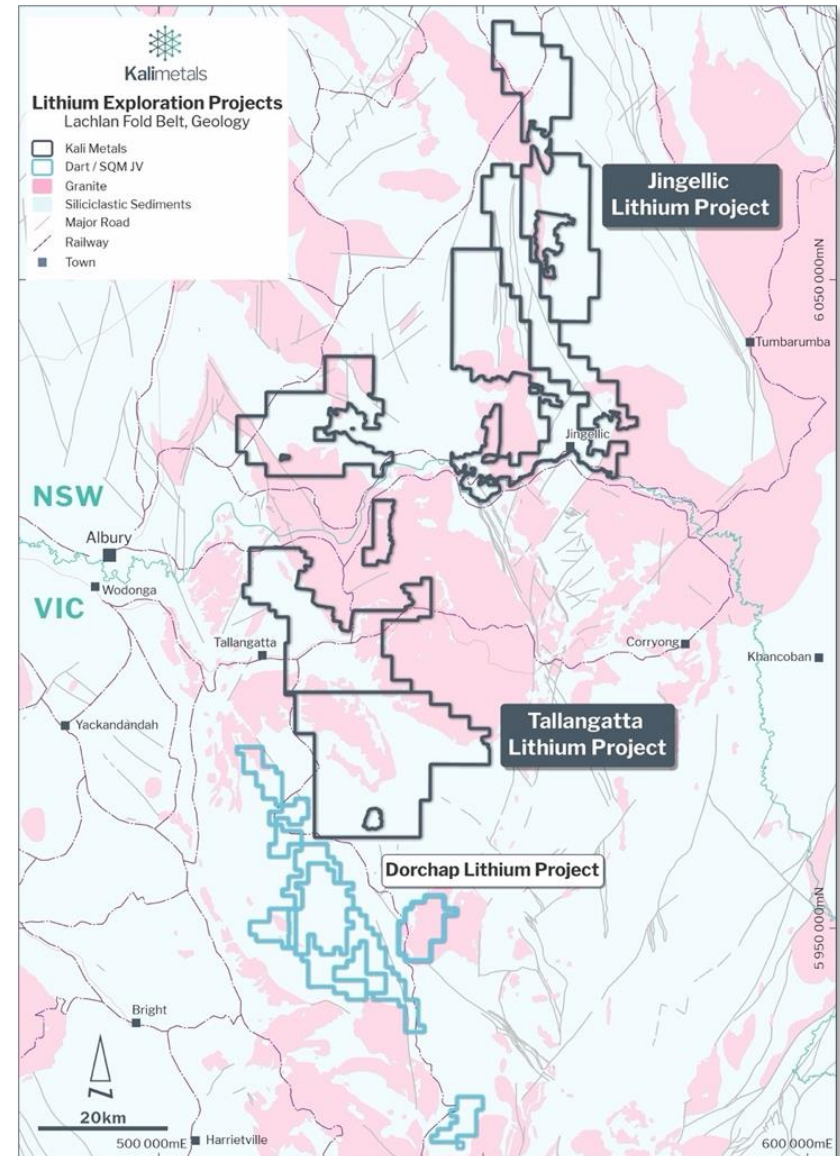 Kalimetals
Lithium Exploration Projects
Lachlan Fold Belt, Geology
Kali Metals
Dart / SQM JV
Granite
Siliciclastic Sediments
Major Road
Railway
Town
Jingellic
Lithium Project
6 050 000mN
Tumbarumba
Jingellic
NSW
Albury
VIC
Wodonga
Tallangatta
Corryong
Khancoban
Yackandandah
Tallangatta
Lithium Project
Dorchap Lithium Project
5 950 000mN
Bright
N
20km
500 000mE
Harrietville
600 000mE